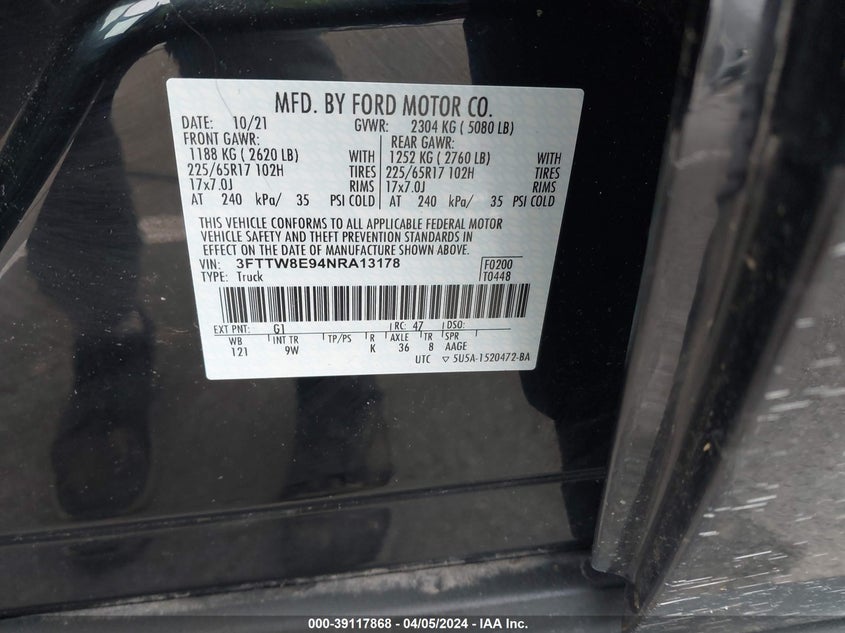 MFD. BY FORD MOTOR CO.
DATE: 10/21 GVWR: 2304 KG ( 5080 LB)
FRONT GAWR: REAR GAWR:
1188 KG ( 2620 LB) WITH 1252 KG ( 2760 LB) WITH
225/65R17 102H TIRES 225/65R17 102H TIRES
17x7.0J RIMS 17x7.0J RIMS
AT 240 kPa/ 35 PSI COLD AT 240 kPa/ 35 PSI COLD
THIS VEHICLE CONFORMS TO ALL APPLICABLE FEDERAL MOTOR
VEHICLE SAFETY AND THEFT PREVENTION STANDARDS IN
EFFECT ON THE DATE OF MANUFACTURE SHOWN ABOVE.
VIN: 3FTTW8E94NRA13178 F0200
TYPE: Truck T0448
EXT PNT: G1 RC: 47 DSO:
WB INT TR TP/PS R AXLE TR SPR
121 9W K 36 8 AAGE
UTC ▽ 5U5A-1520472-BA
000-39117868 - 04/05/2024 - IAA Inc.